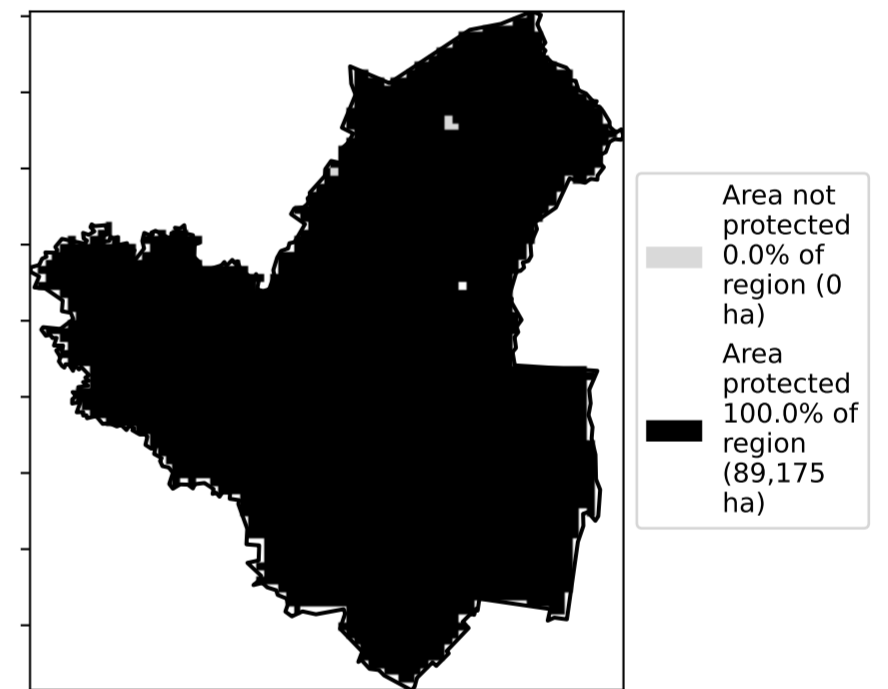 Area not
protected
0.0% of
region (0
ha)
Area
protected
100.0% of
region
(89,175
ha)